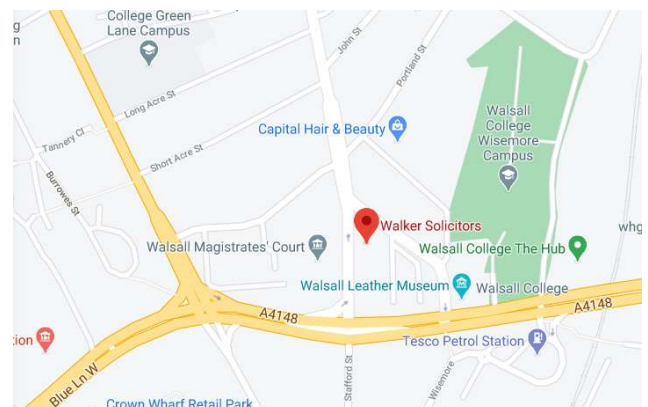 g
n
College Green
Lane Campus
John St
Portland St
Long Acre St
Tannery Cl
Capital Hair & Beauty
Walsall
College
Wisemore
Campus
Short Acre St
Burrowes St
Walker Solicitors
whg
Walsall Magistrates' Court
Walsall College The Hub
Walsall Leather Museum
Walsall College
A4148
A4148
tion
Tesco Petrol Station
Blue Ln W
Stafford St
Wisemore
Crown Wharf Retail Park